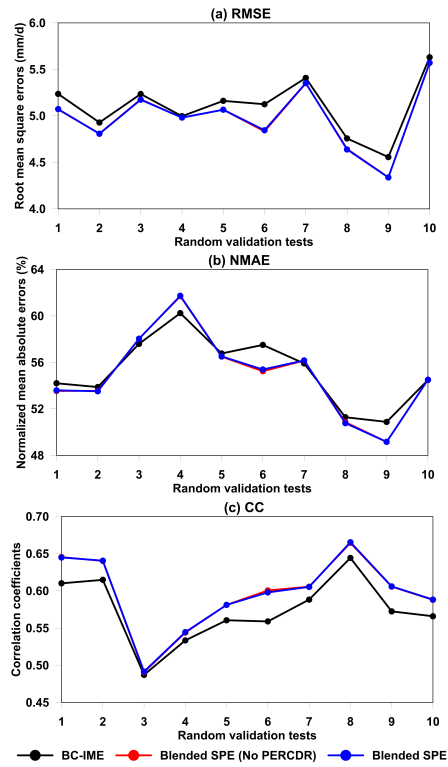 (a) RMSE
Root mean square errors (mm/d)
6.0
5.5
5.0
4.5
4.0
1 2 3 4 5 6 7 8 9 10
Random validation tests
(b) NMAE
Normalized mean absolute errors (%)
64
60
56
52
48
1 2 3 4 5 6 7 8 9 10
Random validation tests
(c) CC
Correlation coefficients
0.70
0.65
0.60
0.55
0.50
0.45
1 2 3 4 5 6 7 8 9 10
Random validation tests
BC-IME Blended SPE (No PERCDR) Blended SPE